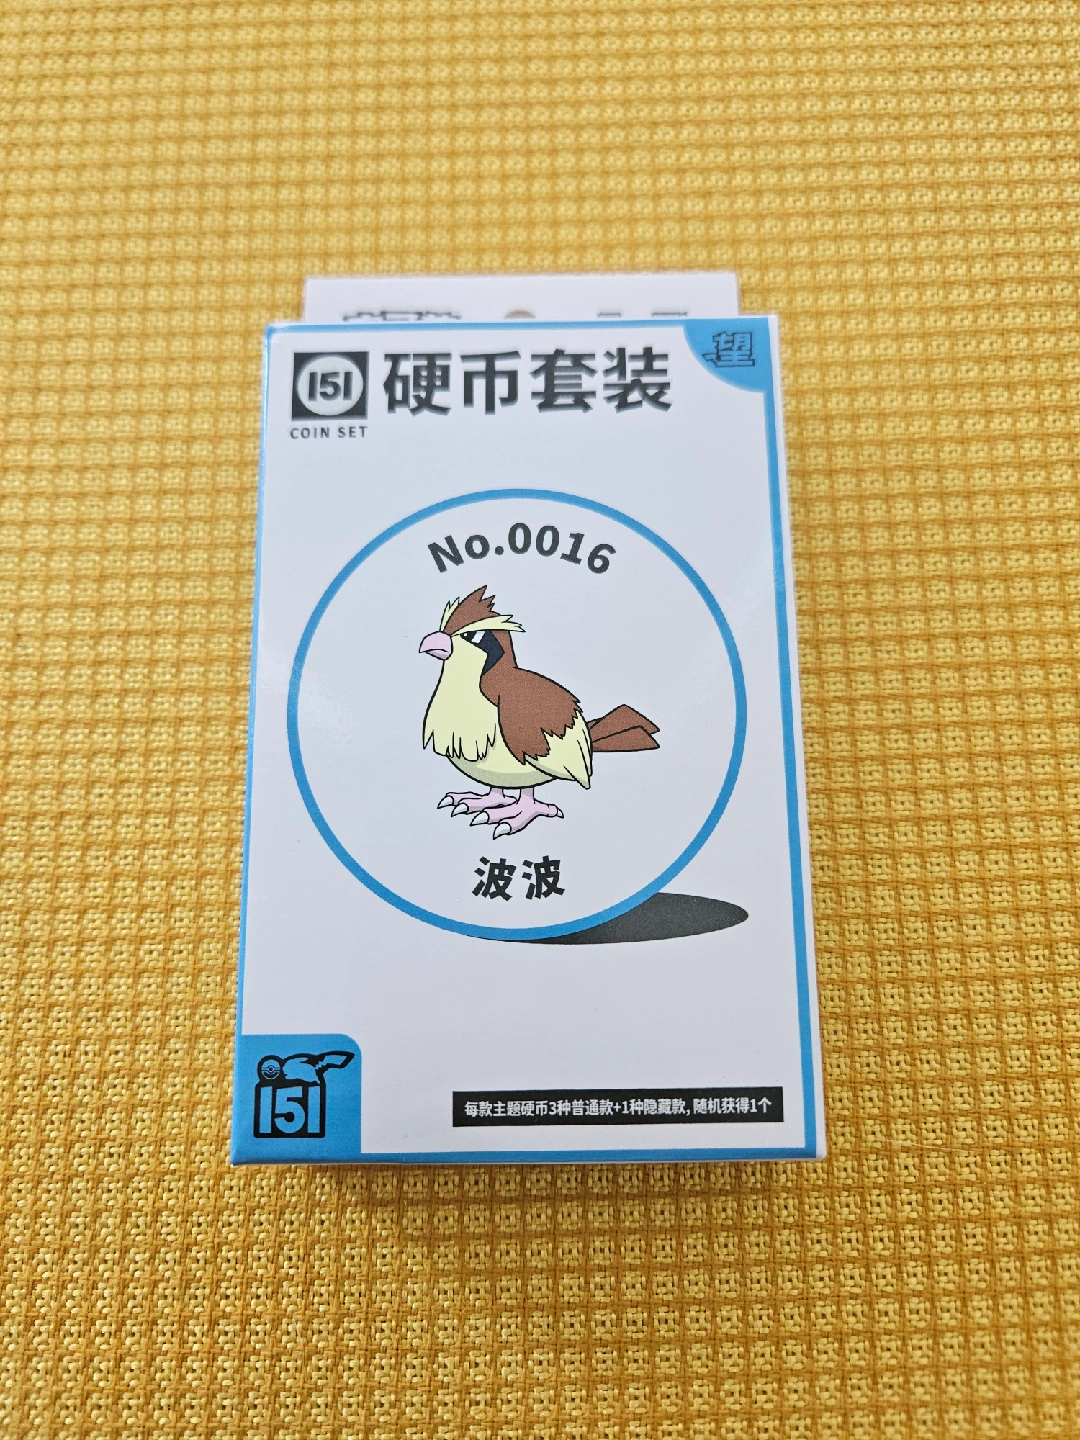 151 硬币套装 望
COIN SET
No.0016
波波
151
每款主题硬币3种普通款+1种隐藏款,随机获得1个